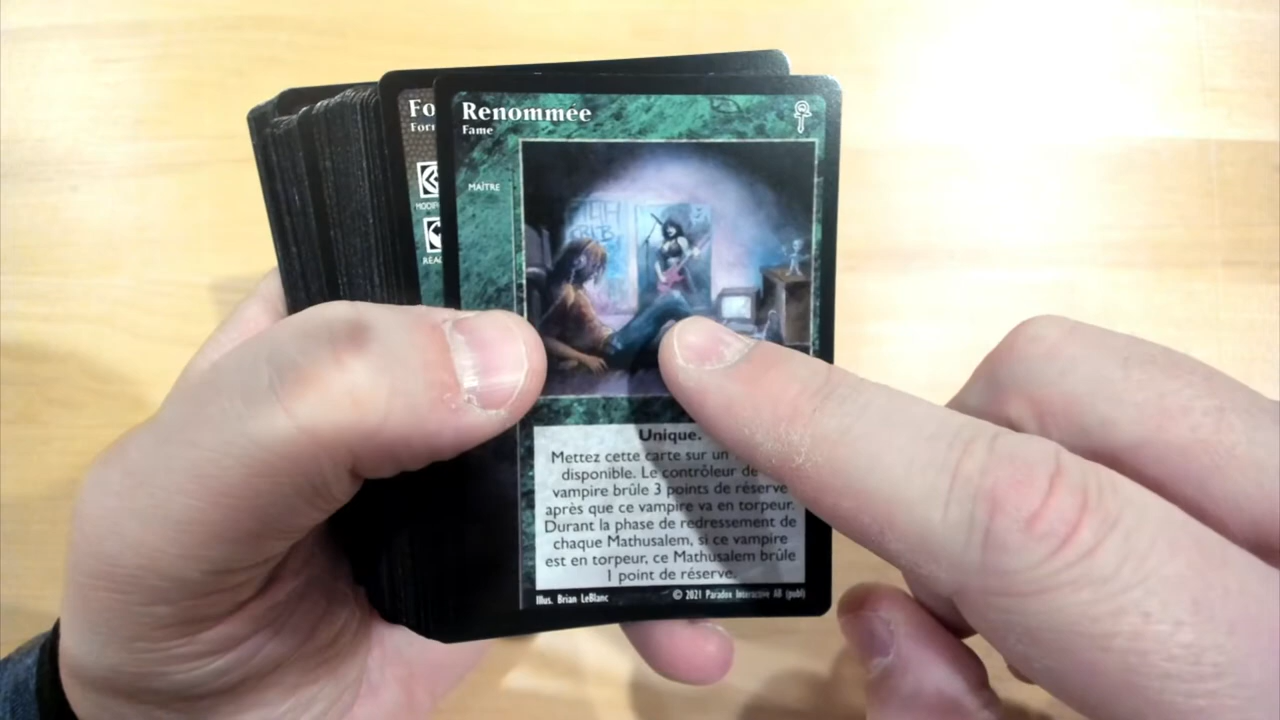 Renommée
Fame
MAÎTRE
Fo
Forr
MODIF
RÉAC
Unique.
Mettez cette carte sur un
disponible. Le contrôleur de
vampire brûle 3 points de réserve
après que ce vampire va en torpeur.
Durant la phase de redressement de
chaque Mathusalem, si ce vampire
est en torpeur, ce Mathusalem brûle
1 point de réserve.
Illus. Brian LeBlanc
© 2021 Paradox Interactive AB (publ)